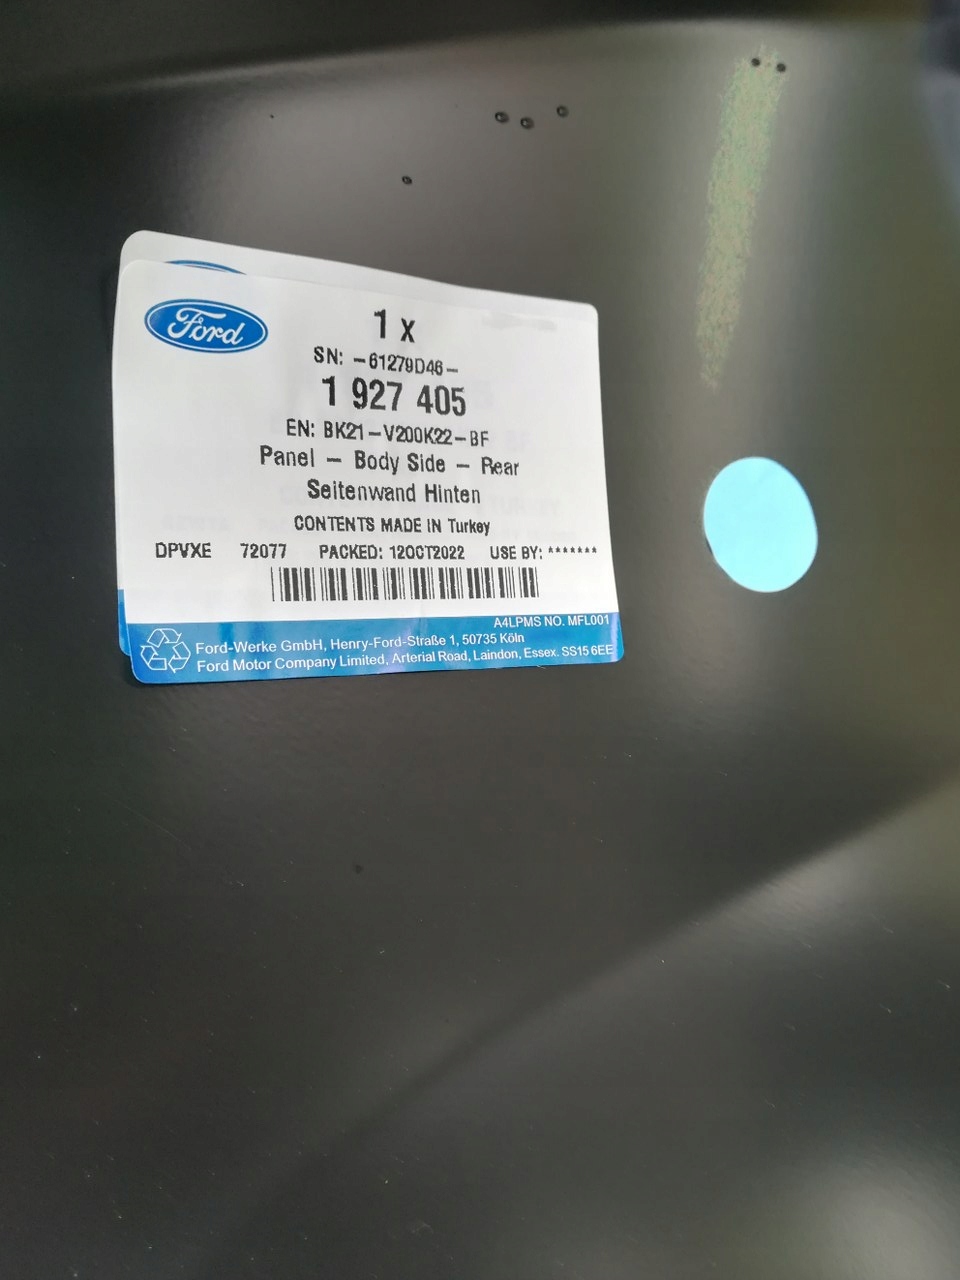 Ford
1 x
SN: -61279D46-
1 927 405
EN: BK21-V200K22-BF
Panel - Body Side - Rear
Seitenwand Hinten
CONTENTS MADE IN Turkey
DPVXE 72077 PACKED: 12OCT2022 USE BY: *******
A4LPMS NO. MFL001
Ford-Werke GmbH, Henry-Ford-Straße 1, 50735 Köln
Ford Motor Company Limited, Arterial Road, Laindon, Essex. SS15 6EE